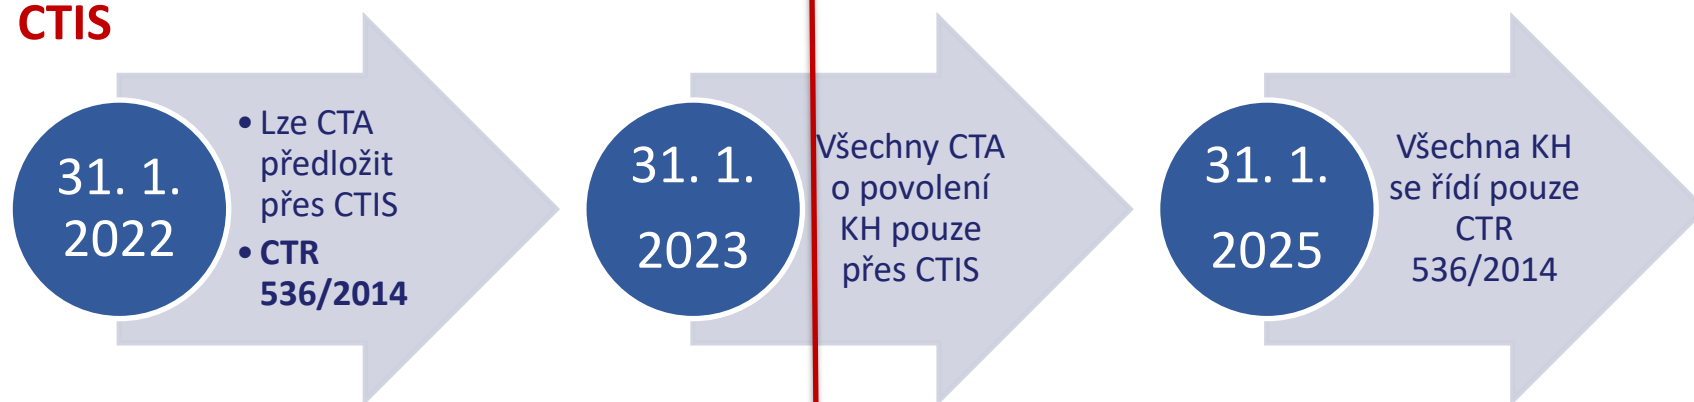 CTIS
31. 1.
2022
• Lze CTA
předložit
přes CTIS
• CTR
536/2014
31. 1.
2023
Všechny CTA
o povolení
KH pouze
přes CTIS
31. 1.
2025
Všechna KH
se řídí pouze
CTR
536/2014